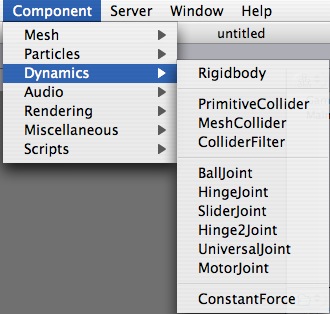 Component Server Window Help
untitled
Mesh
Particles
Dynamics
Audio
Rendering
Miscellaneous
Scripts
Rigidbody
PrimitiveCollider
MeshCollider
ColliderFilter
BallJoint
HingeJoint
SliderJoint
Hinge2Joint
UniversalJoint
MotorJoint
ConstantForce